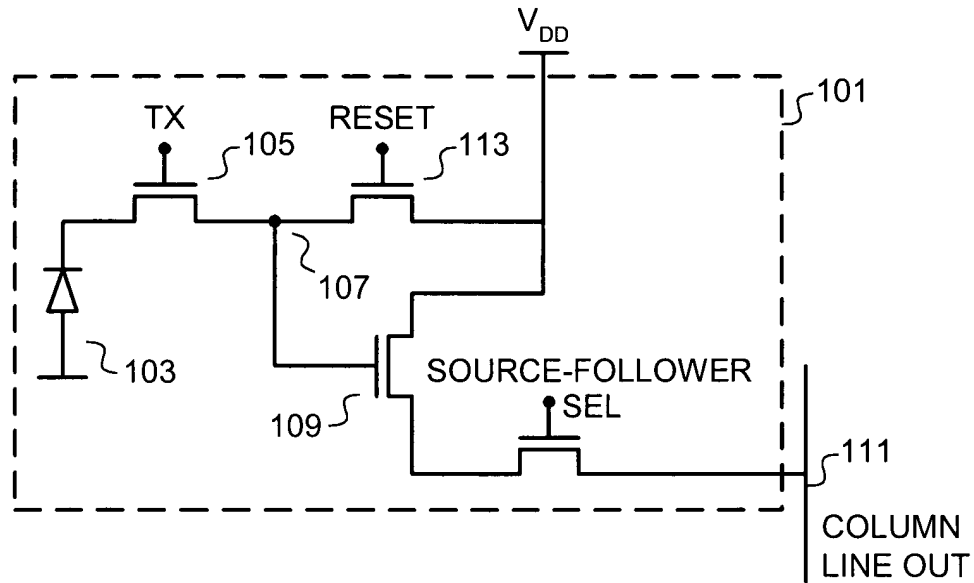 V_DD
101
TX
RESET
105
113
107
103
SOURCE-FOLLOWER
109
SEL
111
COLUMN
LINE OUT